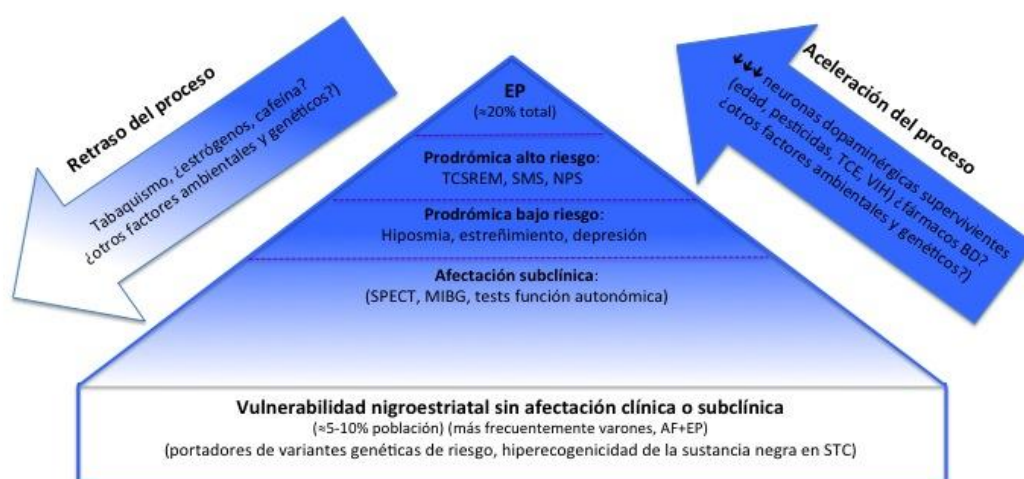 Retraso del proceso
Tabaquismo, ¿estrógenos, cafeína?
¿otros factores ambientales y genéticos?)
EP
(≈20% total)
Prodrómica alto riesgo:
TCSREM, SMS, NPS
Prodrómica bajo riesgo:
Hiposmia, estreñimiento, depresión
Afectación subclínica:
(SPECT, MIBG, tests función autonómica)
Aceleración del proceso
↓↓↓ neuronas dopaminérgicas supervivientes
(edad, pesticidas, TCE, VIH) ¿fármacos BD?
¿otros factores ambientales y genéticos?)
Vulnerabilidad nigroestriatal sin afectación clínica o subclínica
(≈5-10% población) (más frecuentemente varones, AF+EP)
(portadores de variantes genéticas de riesgo, hiperecogenicidad de la sustancia negra en STC)